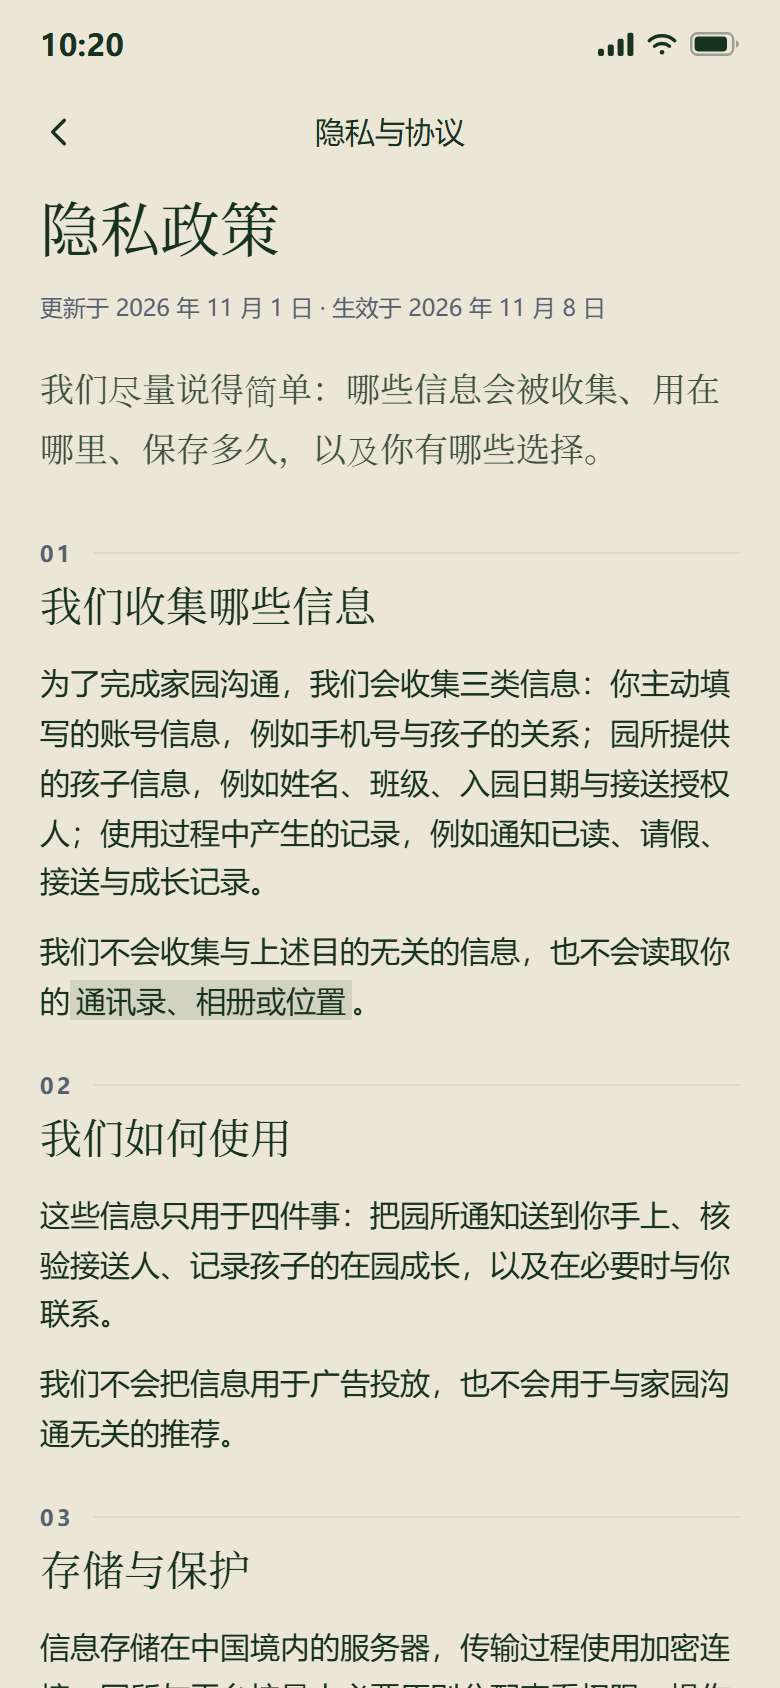 10:20
隐私与协议
隐私政策
更新于 2026 年 11 月 1 日 · 生效于 2026 年 11 月 8 日
我们尽量说得简单：哪些信息会被收集、用在
哪里、保存多久，以及你有哪些选择。
01
我们收集哪些信息
为了完成家园沟通，我们会收集三类信息：你主动填
写的账号信息，例如手机号与孩子的关系；园所提供
的孩子信息，例如姓名、班级、入园日期与接送授权
人；使用过程中产生的记录，例如通知已读、请假、
接送与成长记录。
我们不会收集与上述目的无关的信息，也不会读取你
的 通讯录、相册或位置 。
02
我们如何使用
这些信息只用于四件事：把园所通知送到你手上、核
验接送人、记录孩子的在园成长，以及在必要时与你
联系。
我们不会把信息用于广告投放，也不会用于与家园沟
通无关的推荐。
03
存储与保护
信息存储在中国境内的服务器，传输过程使用加密连